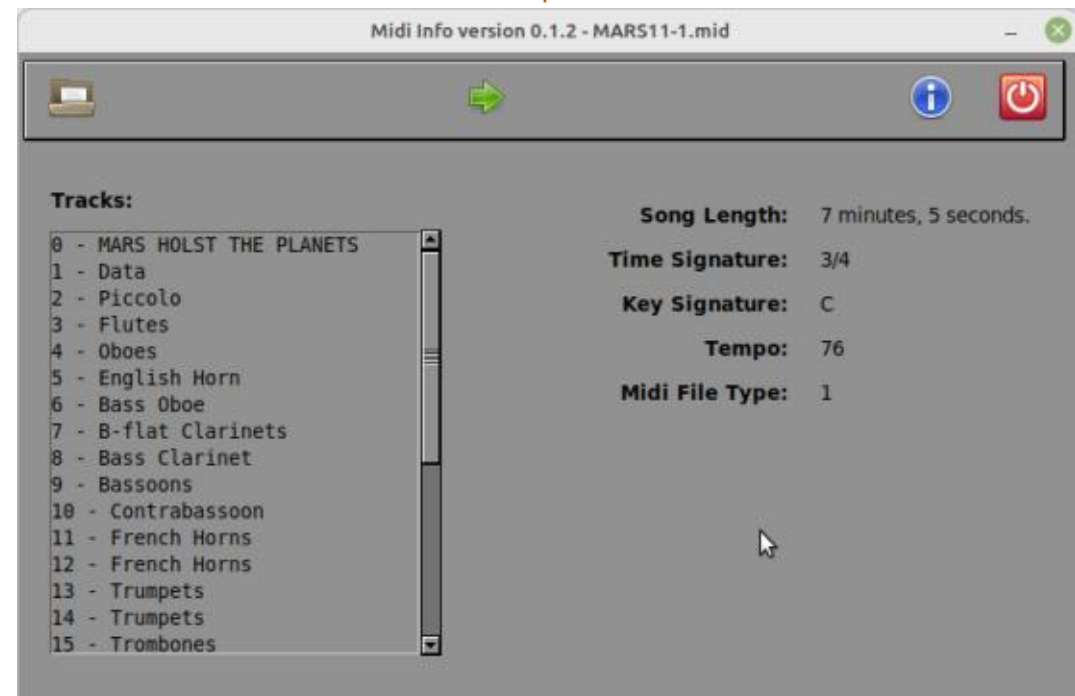 Midi Info version 0.1.2 - MARS11-1.mid
Tracks:
0 - MARS HOLST THE PLANETS
1 - Data
2 - Piccolo
3 - Flutes
4 - Oboes
5 - English Horn
6 - Bass Oboe
7 - B-flat Clarinets
8 - Bass Clarinet
9 - Bassoons
10 - Contrabassoon
11 - French Horns
12 - French Horns
13 - Trumpets
14 - Trumpets
15 - Trombones
Song Length: 7 minutes, 5 seconds.
Time Signature: 3/4
Key Signature: C
Tempo: 76
Midi File Type: 1